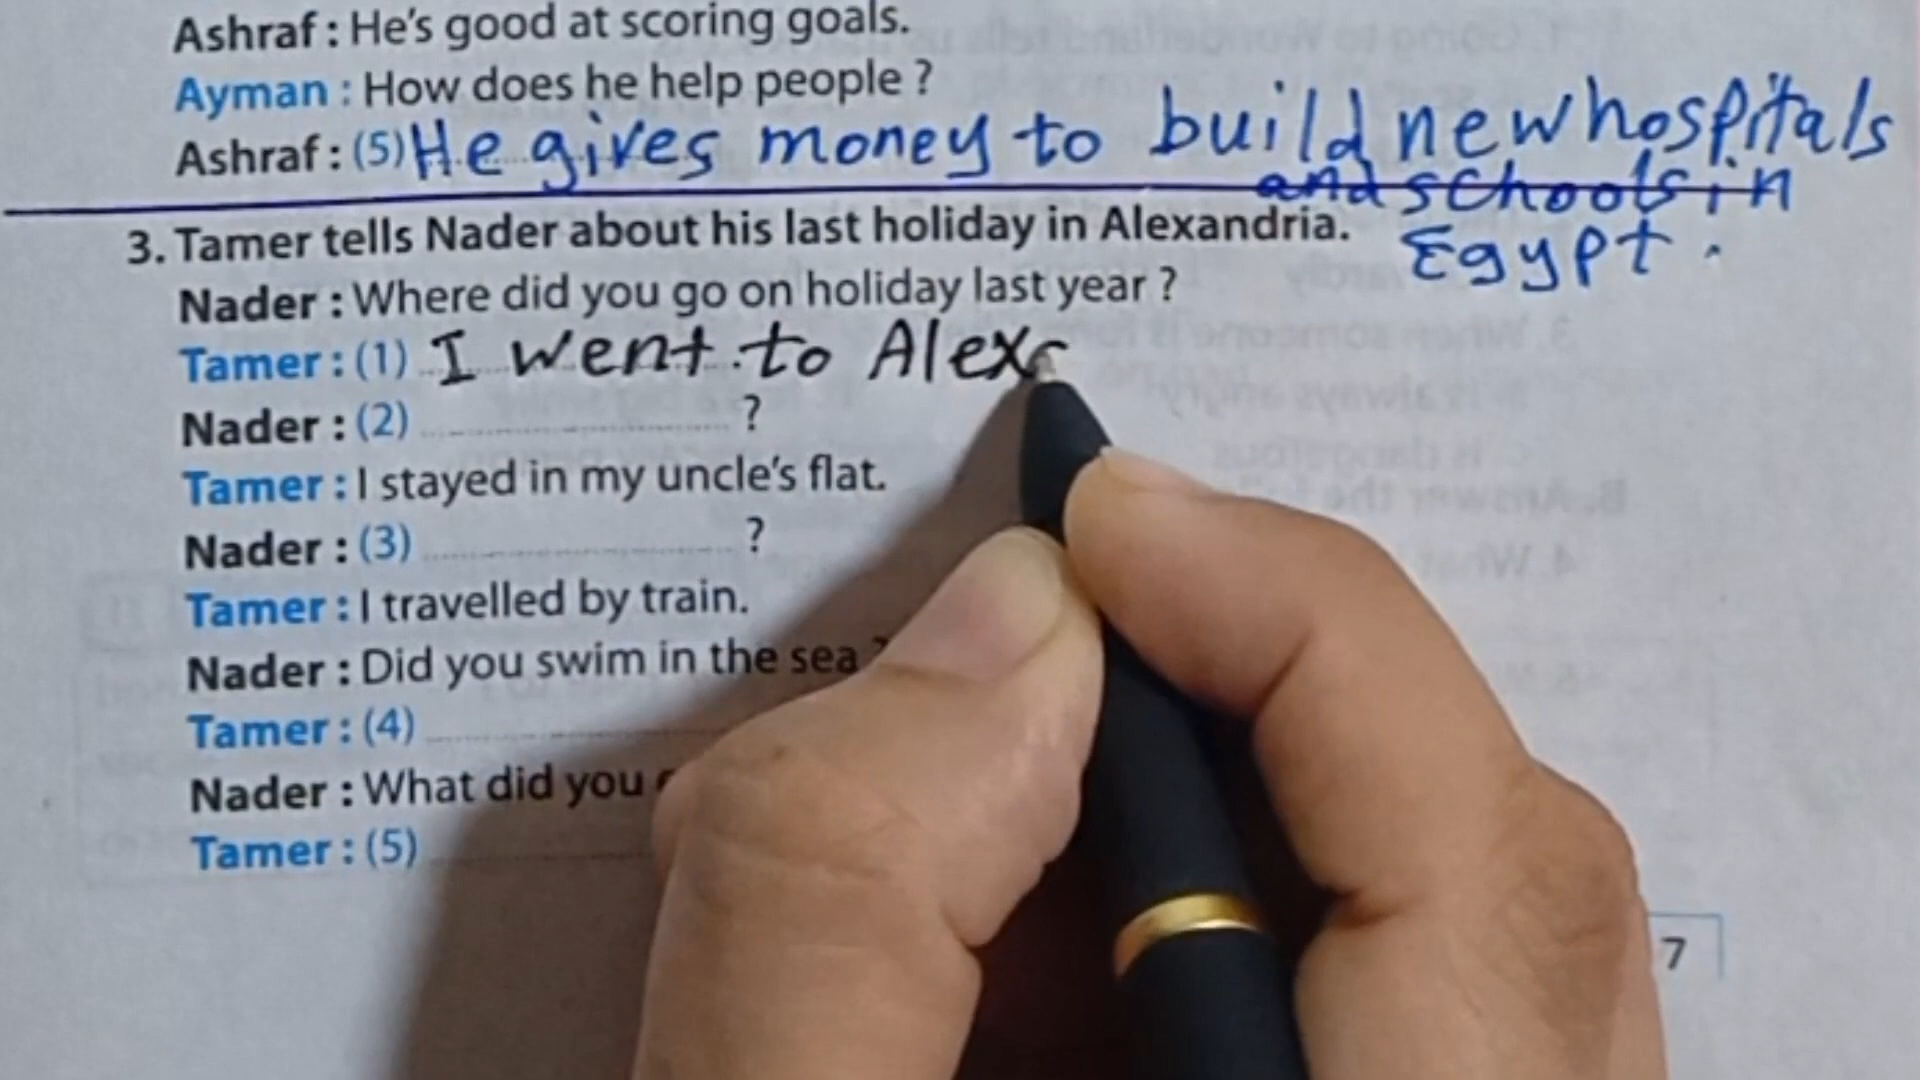 Ashraf : He's good at scoring goals.
Ayman : How does he help people ?
Ashraf : (5) He gives money to build new hospitals
and schools in
Egypt.
3. Tamer tells Nader about his last holiday in Alexandria.
Nader : Where did you go on holiday last year ?
Tamer : (1) I went to Alex
Nader : (2) ?
Tamer : I stayed in my uncle's flat.
Nader : (3) ?
Tamer : I travelled by train.
Nader : Did you swim in the sea ?
Tamer : (4)
Nader : What did you
Tamer : (5)
7